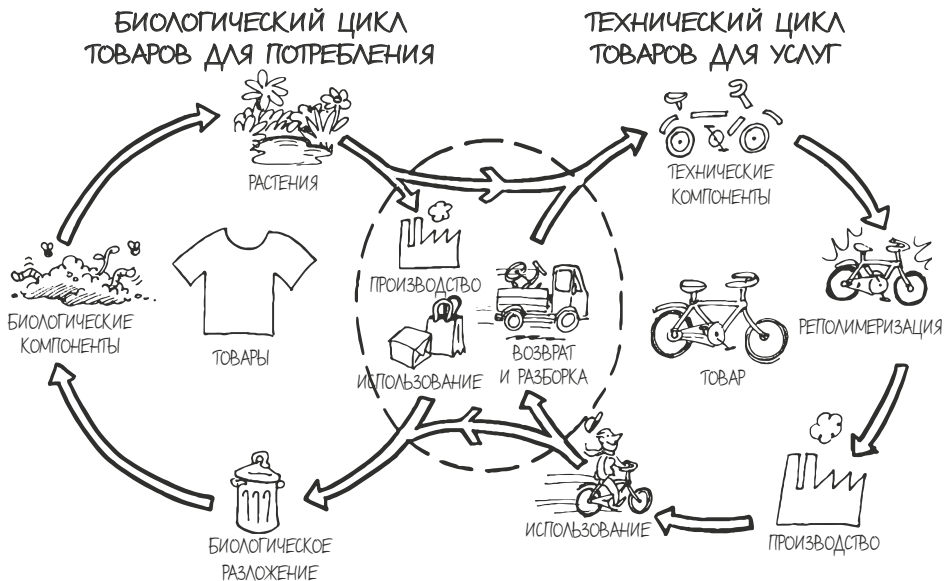 БИОЛОГИЧЕСКИЙ ЦИКЛ
ТОВАРОВ ДЛЯ ПОТРЕБЛЕНИЯ
ТЕХНИЧЕСКИЙ ЦИКЛ
ТОВАРОВ ДЛЯ УСЛУГ
РАСТЕНИЯ
ТЕХНИЧЕСКИЕ
КОМПОНЕНТЫ
ПРОИЗВОДСТВО
БИОЛОГИЧЕСКИЕ
КОМПОНЕНТЫ
ТОВАРЫ
ИСПОЛЬЗОВАНИЕ
ВОЗВРАТ
И РАЗБОРКА
ТОВАР
РЕПОЛИМЕРИЗАЦИЯ
БИОЛОГИЧЕСКОЕ
РАЗЛОЖЕНИЕ
ИСПОЛЬЗОВАНИЕ
ПРОИЗВОДСТВО